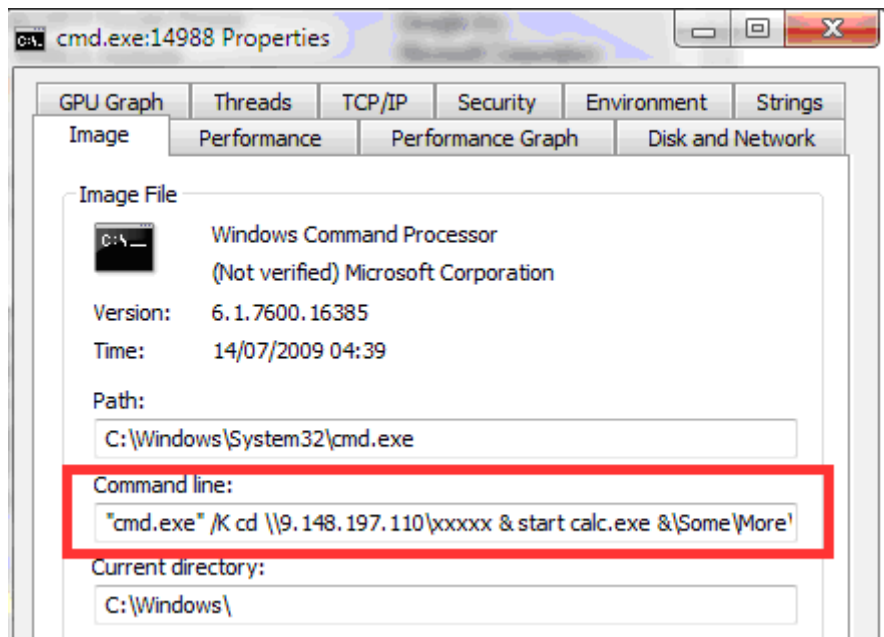 cmd.exe:14988 Properties
GPU Graph Threads TCP/IP Security Environment Strings
Image Performance Performance Graph Disk and Network
Image File
C:\
Windows Command Processor
(Not verified) Microsoft Corporation
Version: 6.1.7600.16385
Time: 14/07/2009 04:39
Path:
C:\Windows\System32\cmd.exe
Command line:
"cmd.exe" /K cd \\9.148.197.110\xxxxx & start calc.exe &\Some\More\
Current directory:
C:\Windows\